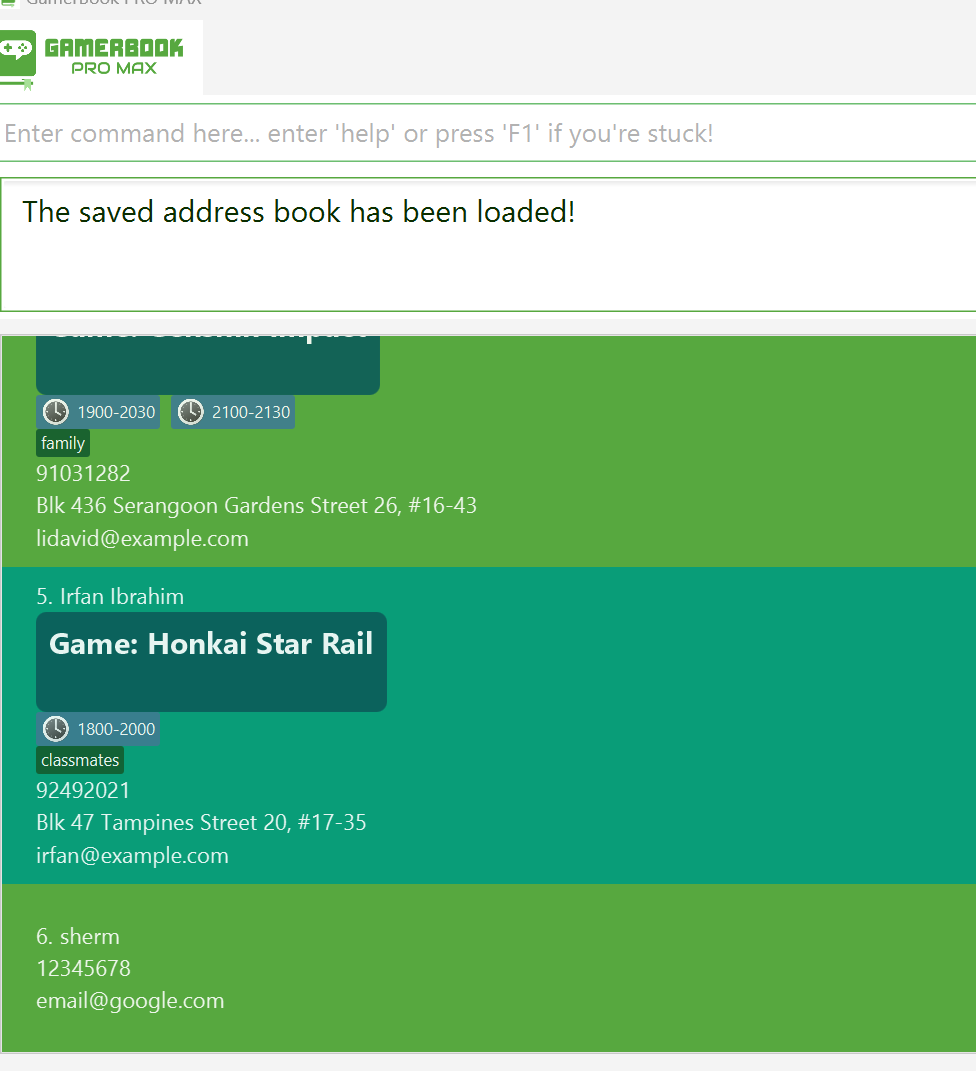 GamerBook PRO MAX
GAMERBOOK
PRO MAX
Enter command here... enter 'help' or press 'F1' if you're stuck!
The saved address book has been loaded!
Game: Genshin Impact
1900-2030 2100-2130
family
91031282
Blk 436 Serangoon Gardens Street 26, #16-43
lidavid@example.com
5. Irfan Ibrahim
Game: Honkai Star Rail
1800-2000
classmates
92492021
Blk 47 Tampines Street 20, #17-35
irfan@example.com
6. sherm
12345678
email@google.com